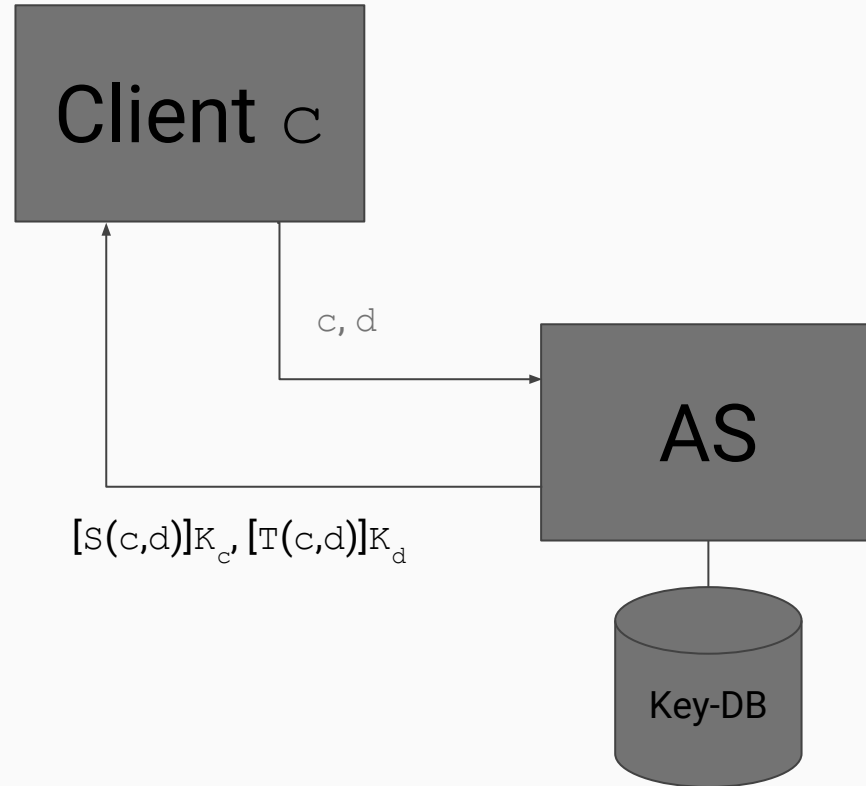 Client c
c, d
AS
[S(c,d)]K_c, [T(c,d)]K_d
Key-DB